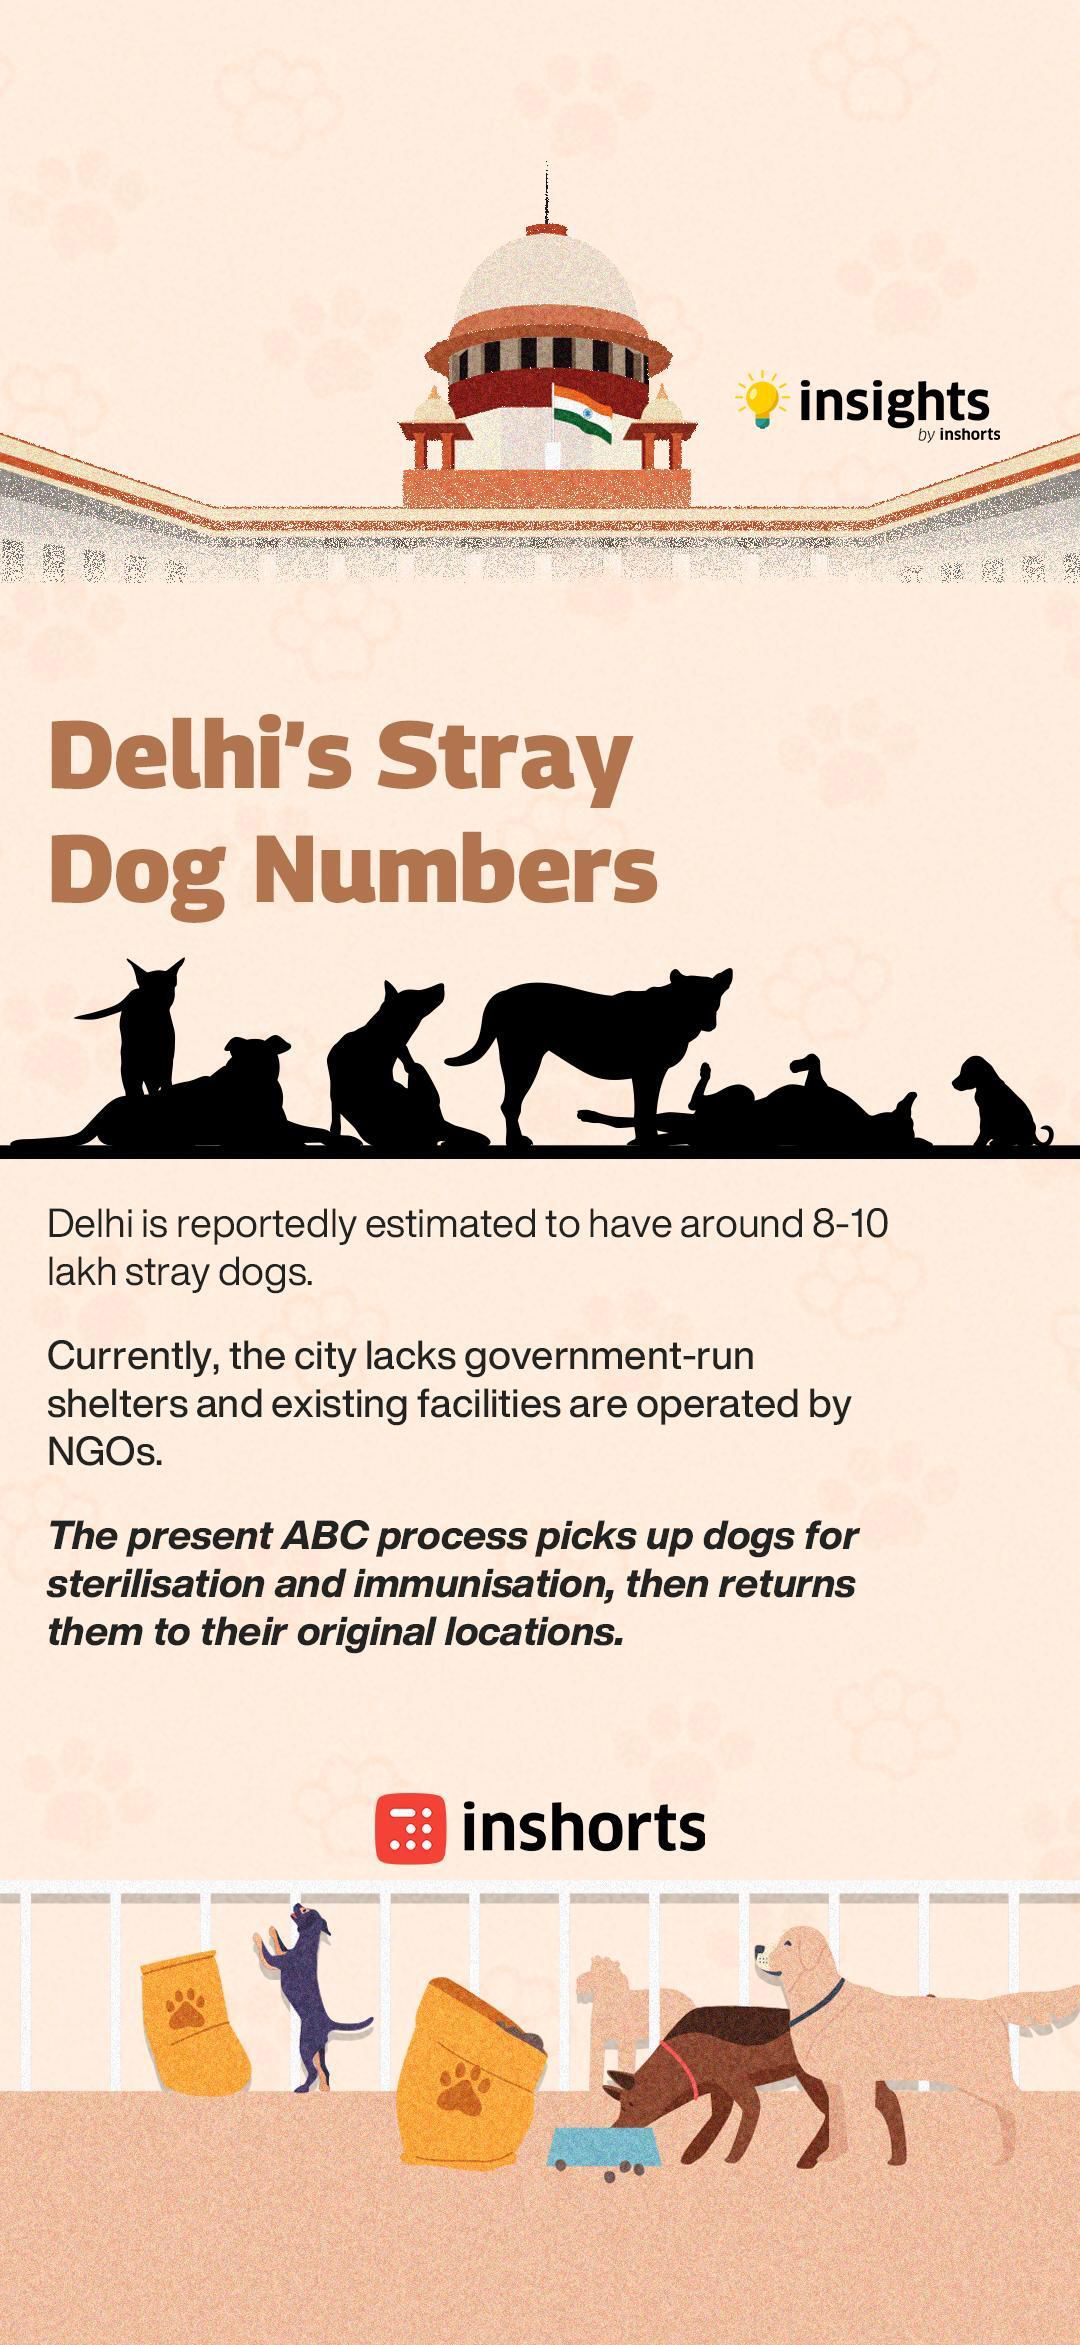 insights
by inshorts
Delhi’s Stray
Dog Numbers
Delhi is reportedly estimated to have around 8-10
lakh stray dogs.
Currently, the city lacks government-run
shelters and existing facilities are operated by
NGOs.
The present ABC process picks up dogs for
sterilisation and immunisation, then returns
them to their original locations.
inshorts